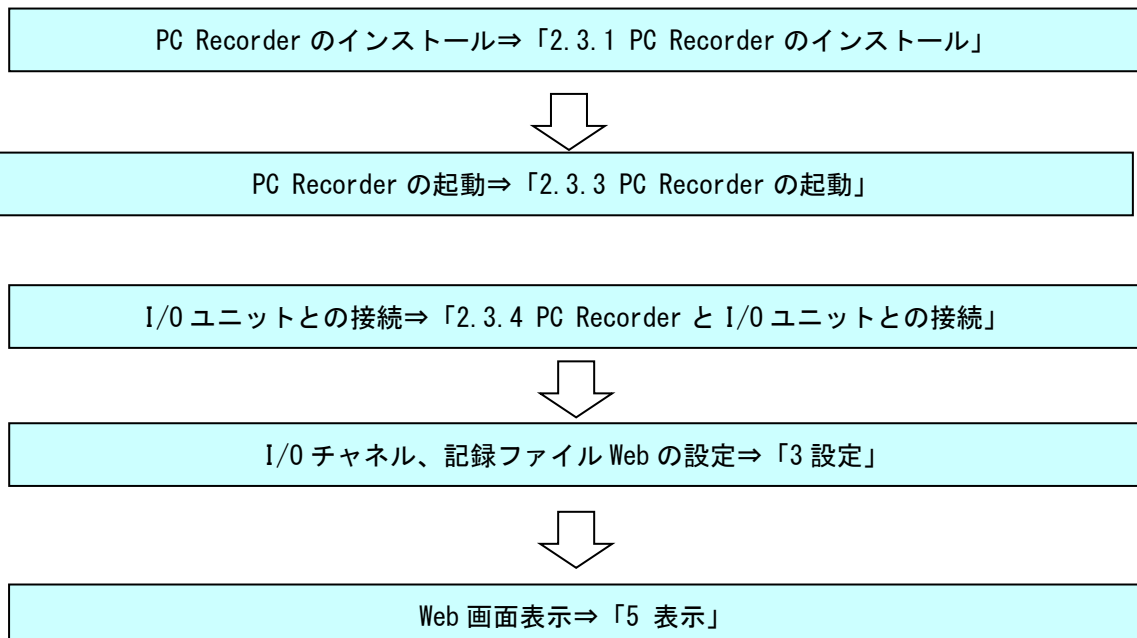 PC Recorder のインストール⇒「2.3.1 PC Recorder のインストール」
PC Recorder の起動⇒「2.3.3 PC Recorder の起動」
I/O ユニットとの接続⇒「2.3.4 PC Recorder と I/O ユニットとの接続」
I/O チャネル、記録ファイル Web の設定⇒「3 設定」
Web 画面表示⇒「5 表示」